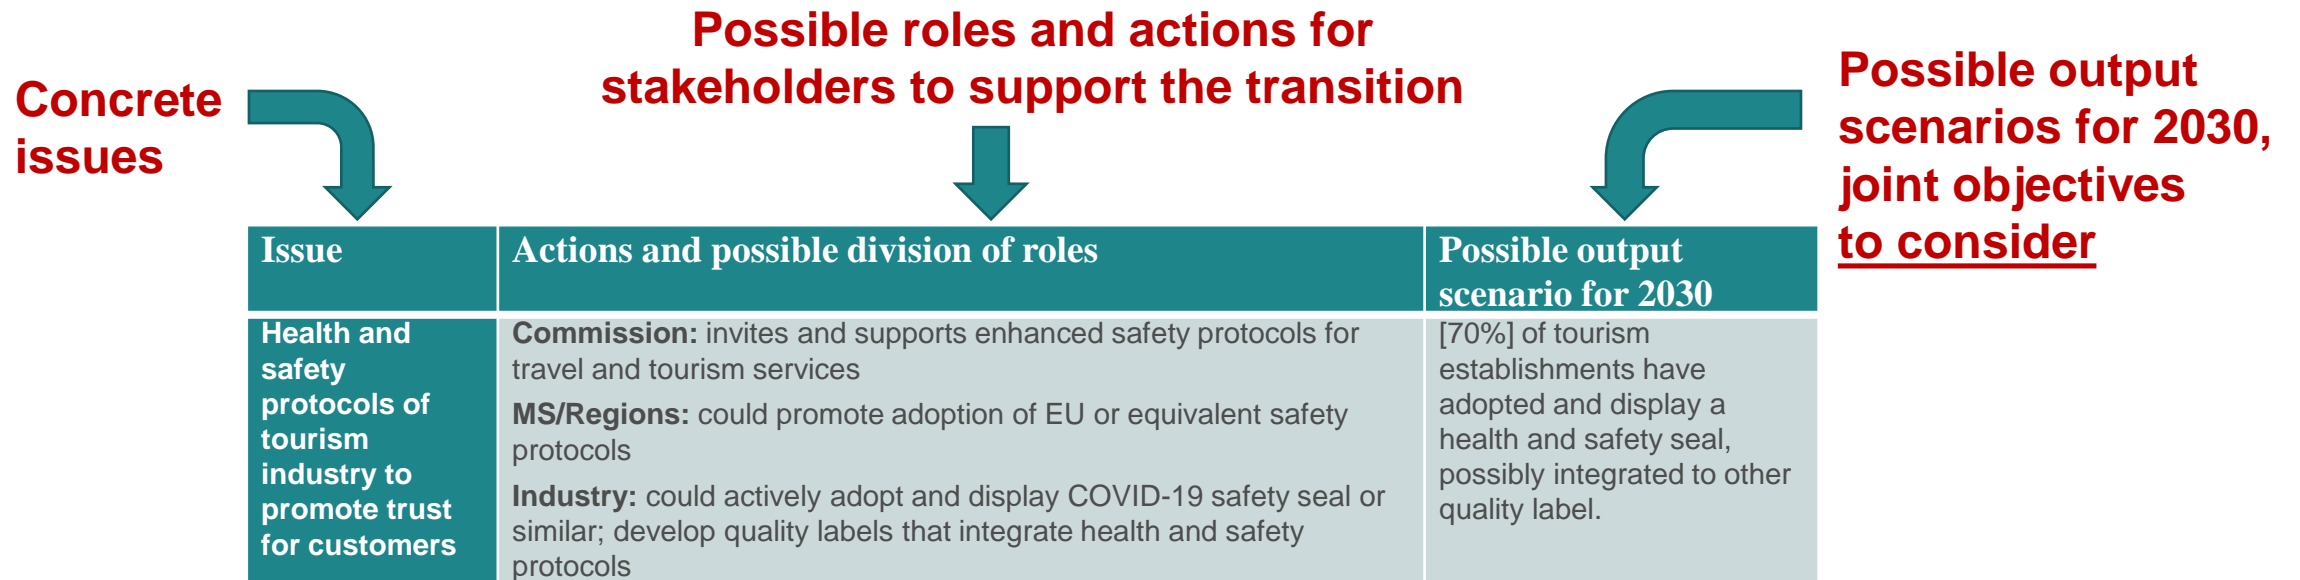 Possible roles and actions for
stakeholders to support the transition
Concrete
issues
Possible output
scenarios for 2030,
joint objectives
to consider
Issue
Actions and possible division of roles
Possible output
scenario for 2030
Health and
safety
protocols of
tourism
industry to
promote trust
for customers
Commission: invites and supports enhanced safety protocols for
travel and tourism services
MS/Regions: could promote adoption of EU or equivalent safety
protocols
Industry: could actively adopt and display COVID-19 safety seal or
similar; develop quality labels that integrate health and safety
protocols
[70%] of tourism
establishments have
adopted and display a
health and safety seal,
possibly integrated to other
quality label.